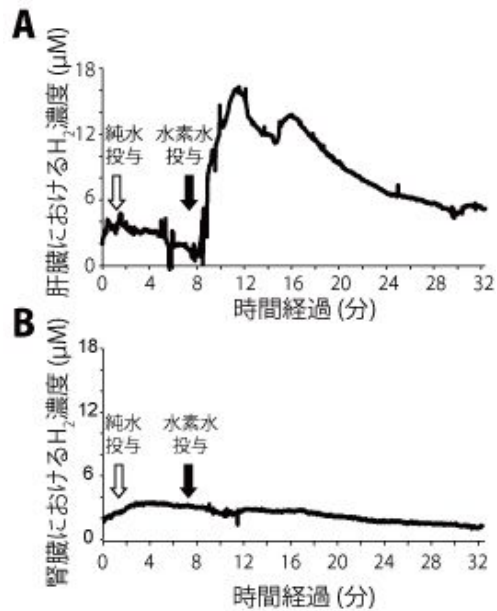 A
肝臓におけるH₂濃度 (μM)
18
12
6
0
純水
投与
水素水
投与
0 4 8 12 16 20 24 28 32
時間経過 (分)
B
腎臓におけるH₂濃度 (μM)
18
12
6
0
純水
投与
水素水
投与
0 4 8 12 16 20 24 28 32
時間経過 (分)